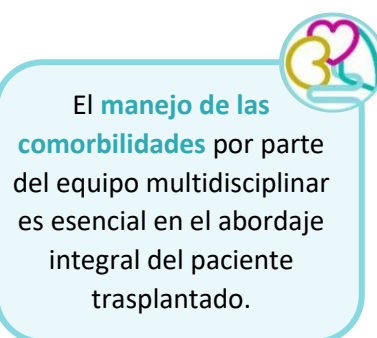 El manejo de las
comorbilidades por parte
del equipo multidisciplinar
es esencial en el abordaje
integral del paciente
trasplantado.